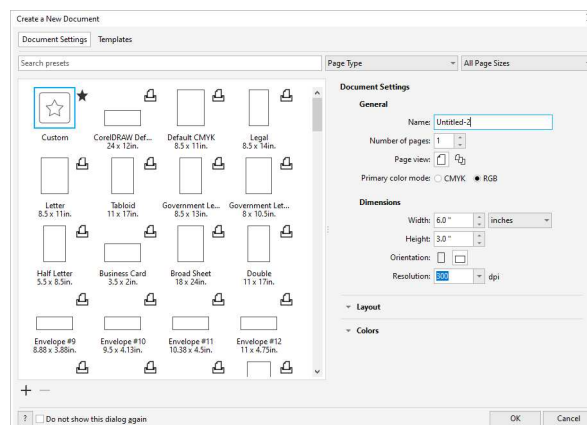 Create a New Document
Document Settings Templates
Search presets
Page Type
All Page Sizes
Custom
CorelDRAW Def...
24 x 12in.
Default CMYK
8.5 x 11in.
Legal
8.5 x 14in.
Letter
8.5 x 11in.
Tabloid
11 x 17in.
Government Le...
8.5 x 13in.
Government Let...
8 x 10.5in.
Half Letter
5.5 x 8.5in.
Business Card
3.5 x 2in.
Broad Sheet
18 x 24in.
Double
11 x 17in.
Envelope #9
8.88 x 3.88in.
Envelope #10
9.5 x 4.13in.
Envelope #11
10.38 x 4.5in.
Envelope #12
11 x 4.75in.
Document Settings
General
Name: Untitled-2
Number of pages: 1
Page view:
Primary color mode: CMYK RGB
Dimensions
Width: 6.0 " inches
Height: 3.0 "
Orientation:
Resolution: 300 dpi
Layout
Colors
? Do not show this dialog again
OK Cancel